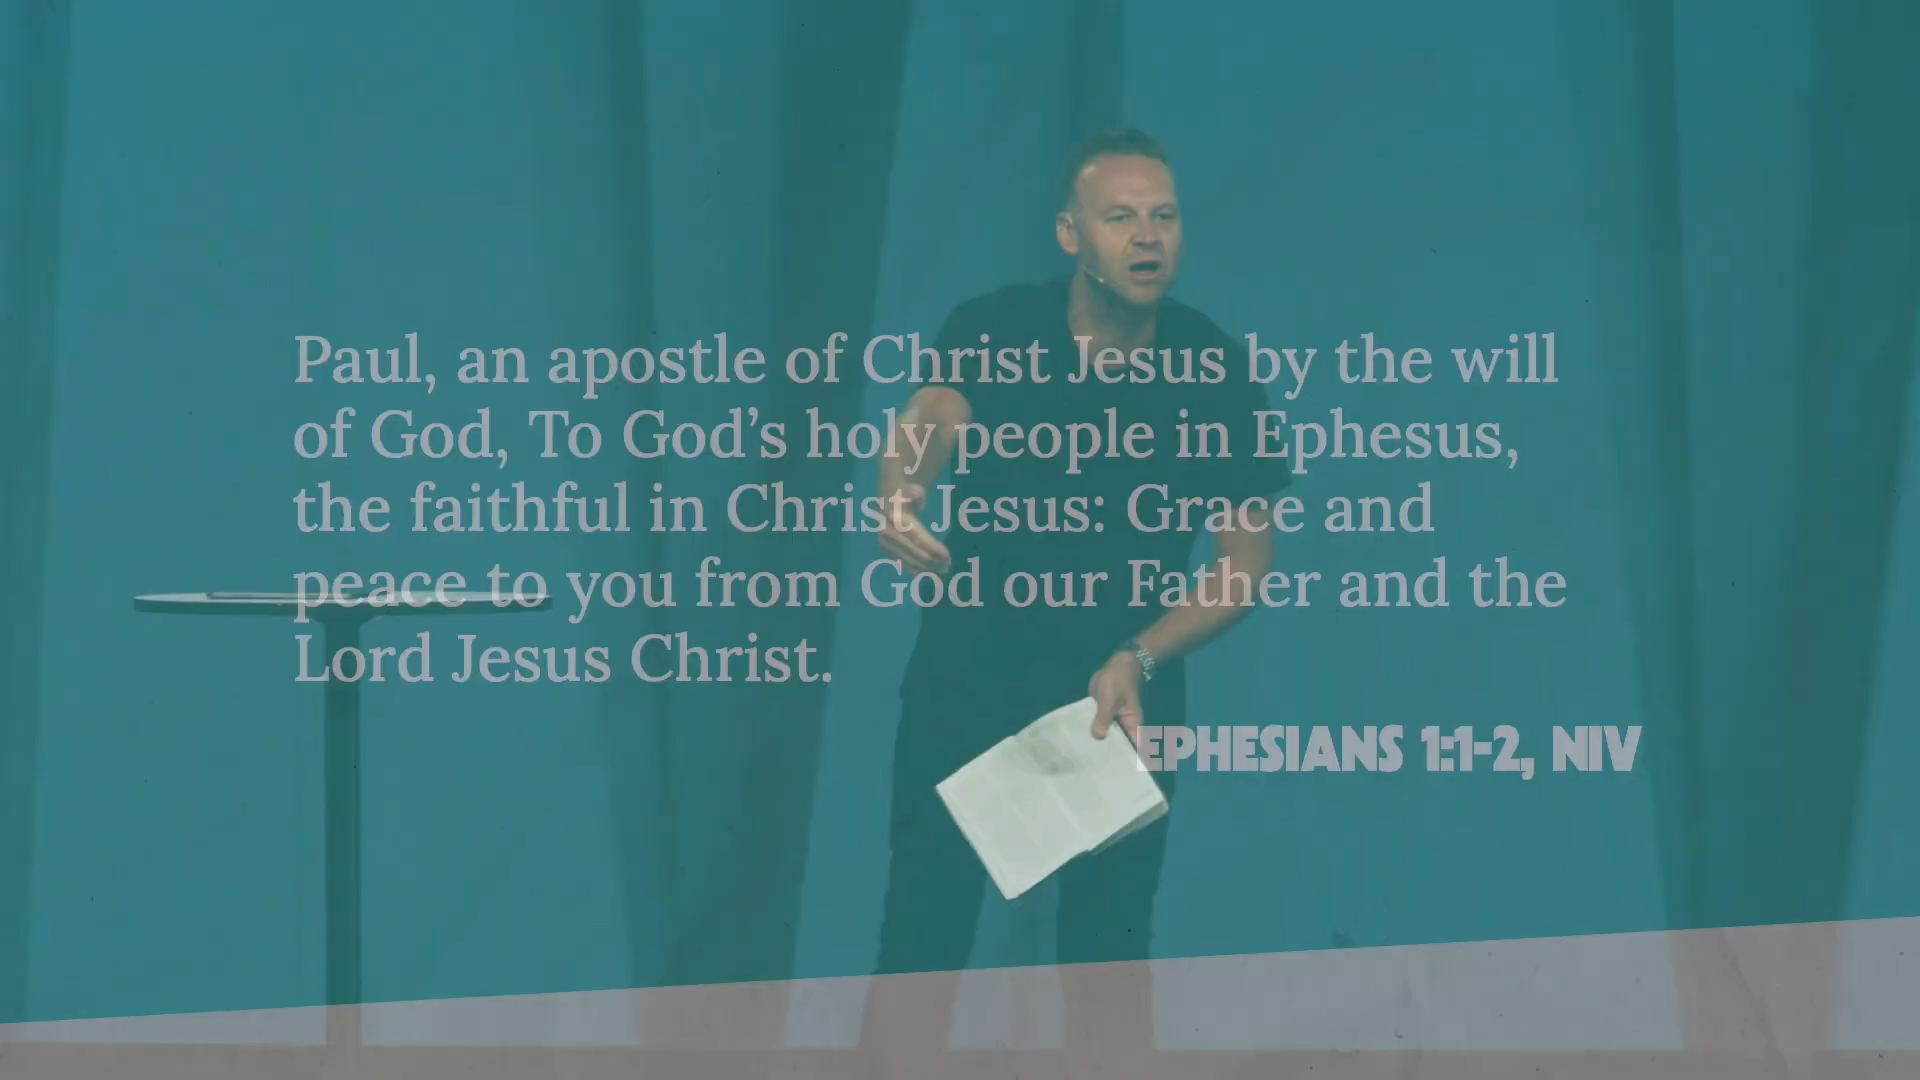 Paul, an apostle of Christ Jesus by the will
of God, To God’s holy people in Ephesus,
the faithful in Christ Jesus: Grace and
peace to you from God our Father and the
Lord Jesus Christ.
EPHESIANS 1:1-2, NIV